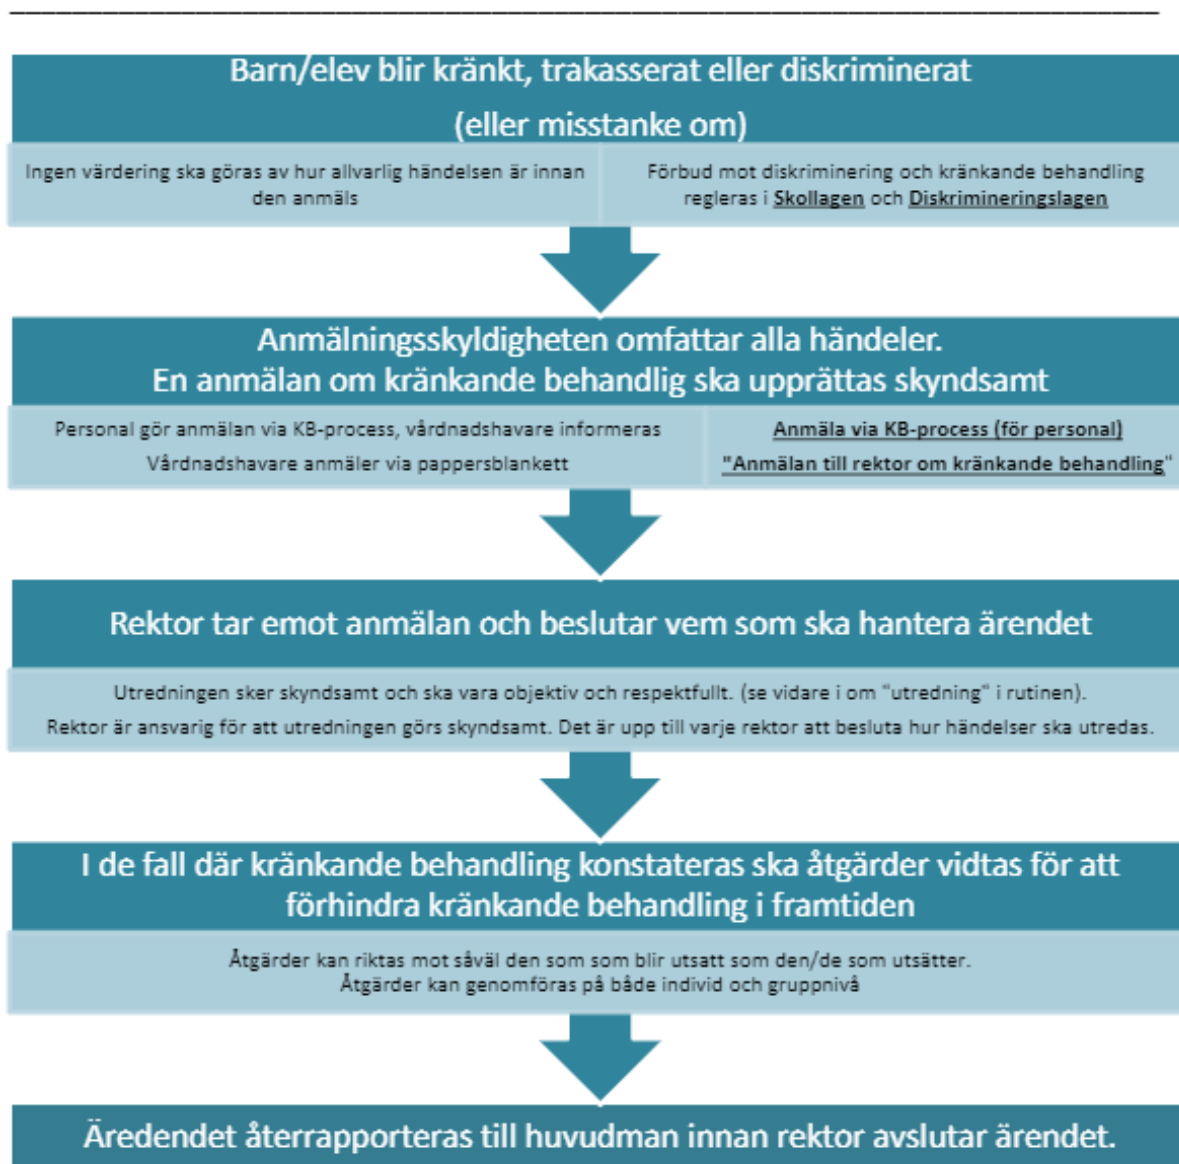 Barn/elev blir kränkt, trakasserat eller diskriminerat
(eller misstanke om)
Ingen värdering ska göras av hur allvarlig händelsen är innan
den anmäls
Förbud mot diskriminering och kränkande behandling
regleras i Skollagen och Diskrimineringslagen
Anmälningsskyldigheten omfattar alla händeler.
En anmälan om kränkande behandlig ska upprättas skyndsamt
Personal gör anmälan via KB-process, vårdnadshavare informeras
Vårdnadshavare anmäler via pappersblankett
Anmäla via KB-process (för personal)
"Anmälan till rektor om kränkande behandling"
Rektor tar emot anmälan och beslutar vem som ska hantera ärendet
Utredningen sker skyndsamt och ska vara objektiv och respektfullt. (se vidare i om "utredning" i rutinen).
Rektor är ansvarig för att utredningen görs skyndsamt. Det är upp till varje rektor att besluta hur händelser ska utredas.
I de fall där kränkande behandling konstateras ska åtgärder vidtas för att
förhindra kränkande behandling i framtiden
Åtgärder kan riktas mot såväl den som som blir utsatt som den/de som utsätter.
Åtgärder kan genomföras på både individ och gruppnivå
Äredendet återrapporteras till huvudman innan rektor avslutar ärendet.